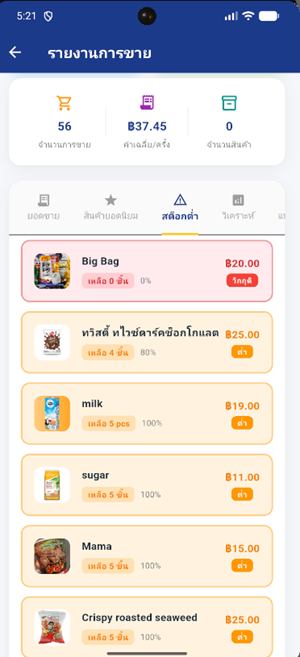 5:21
รายงานการขาย
56
฿37.45
0
จำนวนการขาย
ค่าเฉลี่ย/ครั้ง
จำนวนสินค้า
ยอดขาย
สินค้ายอดนิยม
สต็อกต่ำ
วิเคราะห์
Big Bag
฿20.00
เหลือ 0 ชิ้น
0%
วิกฤติ
ทวิสตี้ ทไวซ์ดาร์คช็อกโกแลต
฿25.00
เหลือ 4 ชิ้น
80%
ต่ำ
milk
฿19.00
เหลือ 5 pcs
100%
ต่ำ
sugar
฿11.00
เหลือ 5 ชิ้น
100%
ต่ำ
Mama
฿15.00
เหลือ 5 ชิ้น
100%
ต่ำ
Crispy roasted seaweed
฿25.00
เหลือ 5 ชิ้น
100%
ต่ำ